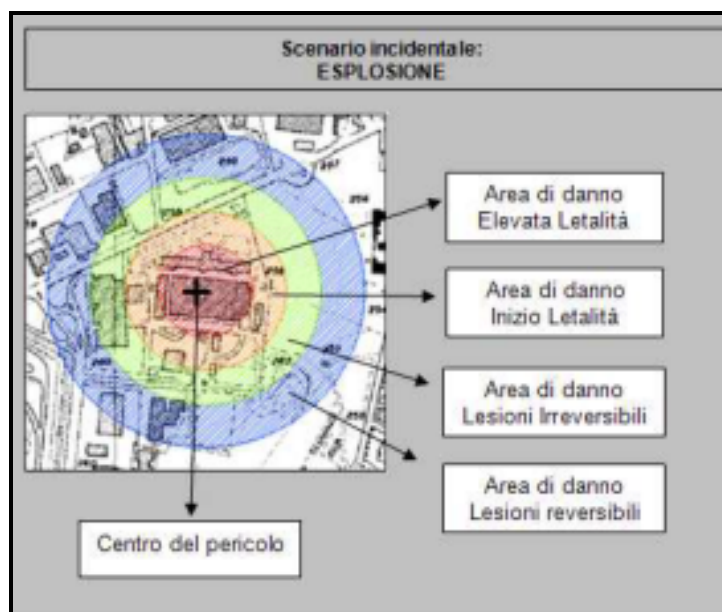 Scenario incidentale:
ESPLOSIONE
Area di danno
Elevata Letalità
Area di danno
Inizio Letalità
Area di danno
Lesioni Irreversibili
Area di danno
Lesioni reversibili
Centro del pericolo